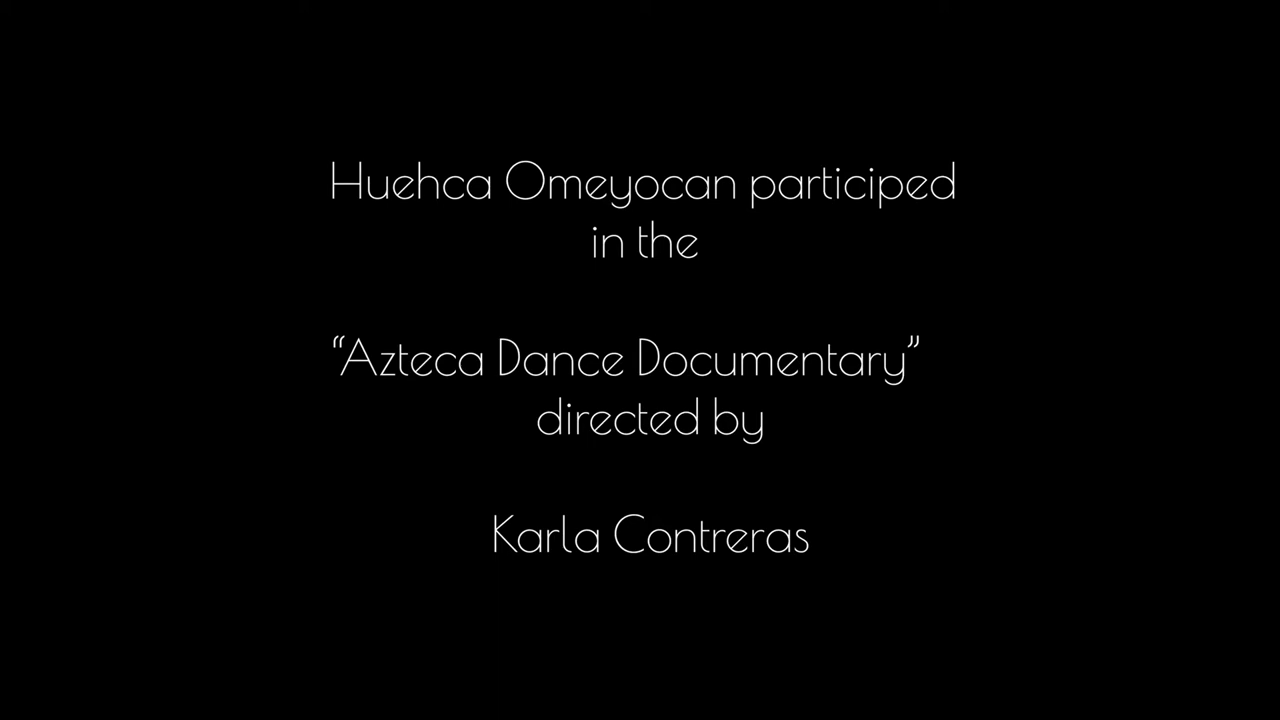 Huehca Omeyocan participed
in the
“Azteca Dance Documentary”
directed by
Karla Contreras